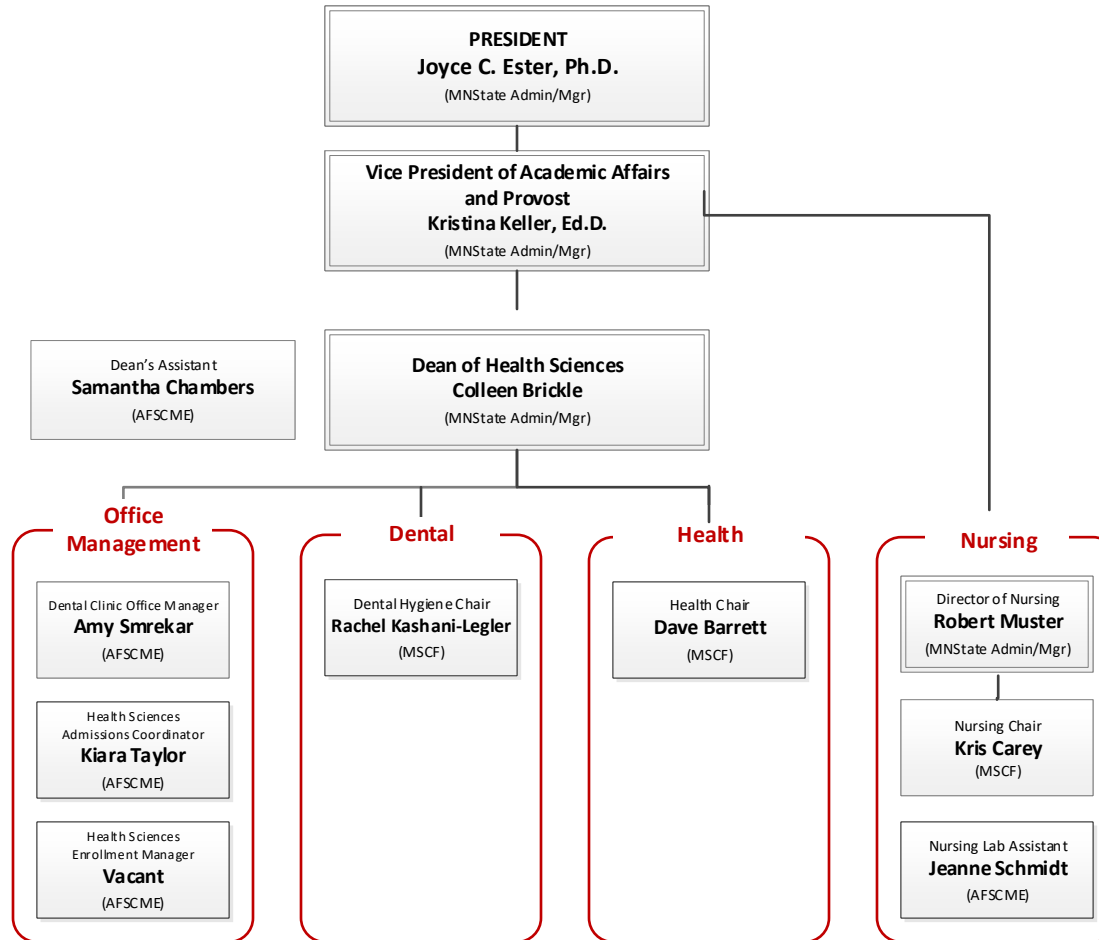 PRESIDENT
Joyce C. Ester, Ph.D.
(MNState Admin/Mgr)
Vice President of Academic Affairs
and Provost
Kristina Keller, Ed.D.
(MNState Admin/Mgr)
Dean's Assistant
Samantha Chambers
(AFSCME)
Dean of Health Sciences
Colleen Brickle
(MNState Admin/Mgr)
Office
Management
Dental Clinic Office Manager
Amy Smrekar
(AFSCME)
Health Sciences
Admissions Coordinator
Kiara Taylor
(AFSCME)
Health Sciences
Enrollment Manager
Vacant
(AFSCME)
Dental
Dental Hygiene Chair
Rachel Kashani-Legler
(MSCF)
Health
Health Chair
Dave Barrett
(MSCF)
Nursing
Director of Nursing
Robert Muster
(MNState Admin/Mgr)
Nursing Chair
Kris Carey
(MSCF)
Nursing Lab Assistant
Jeanne Schmidt
(AFSCME)